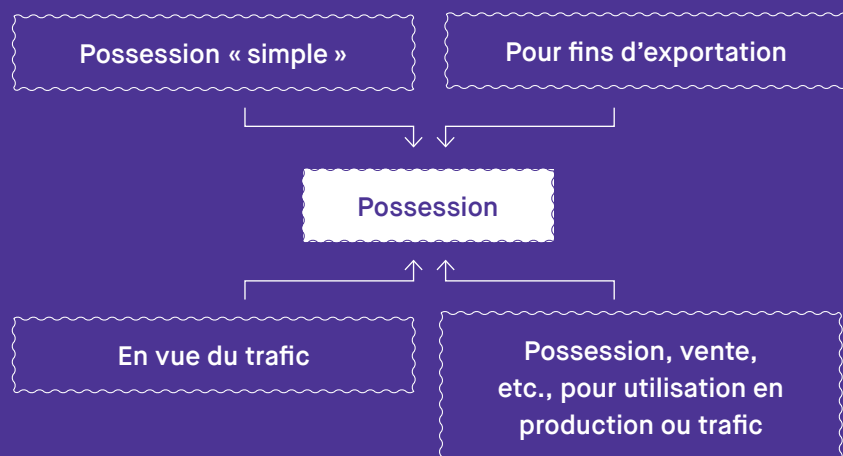 Possession « simple »
Pour fins d'exportation
Possession
En vue du trafic
Possession, vente,
etc., pour utilisation en
production ou trafic